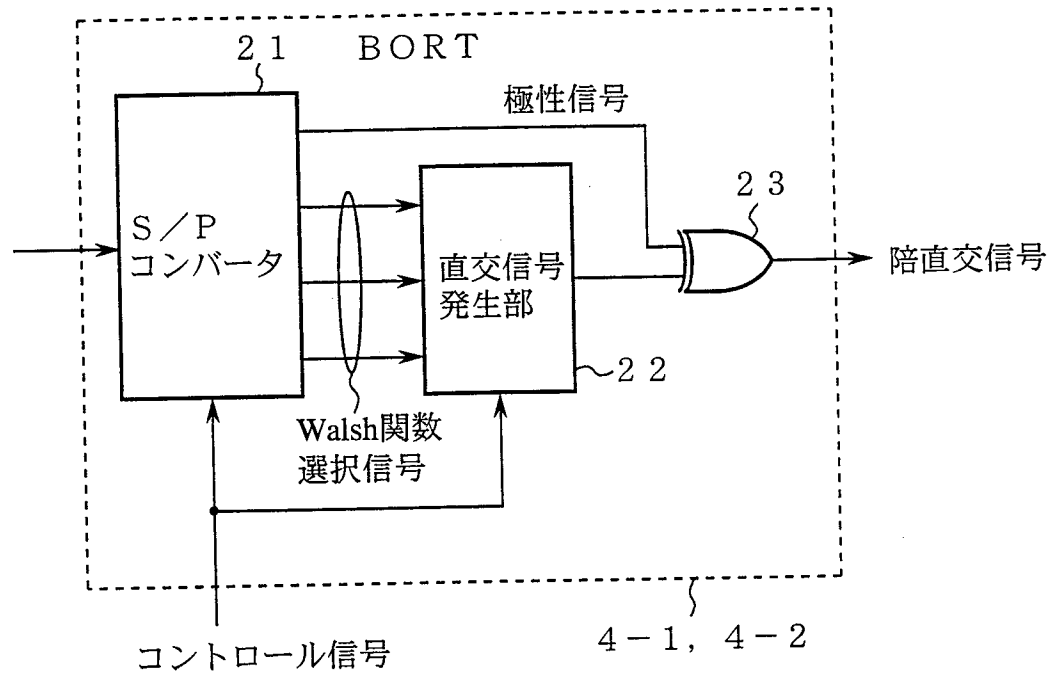 21
BORT
極性信号
S／P
コンバータ
直交信号
発生部
23
陪直交信号
22
Walsh関数
選択信号
コントロール信号
4－1，4－2